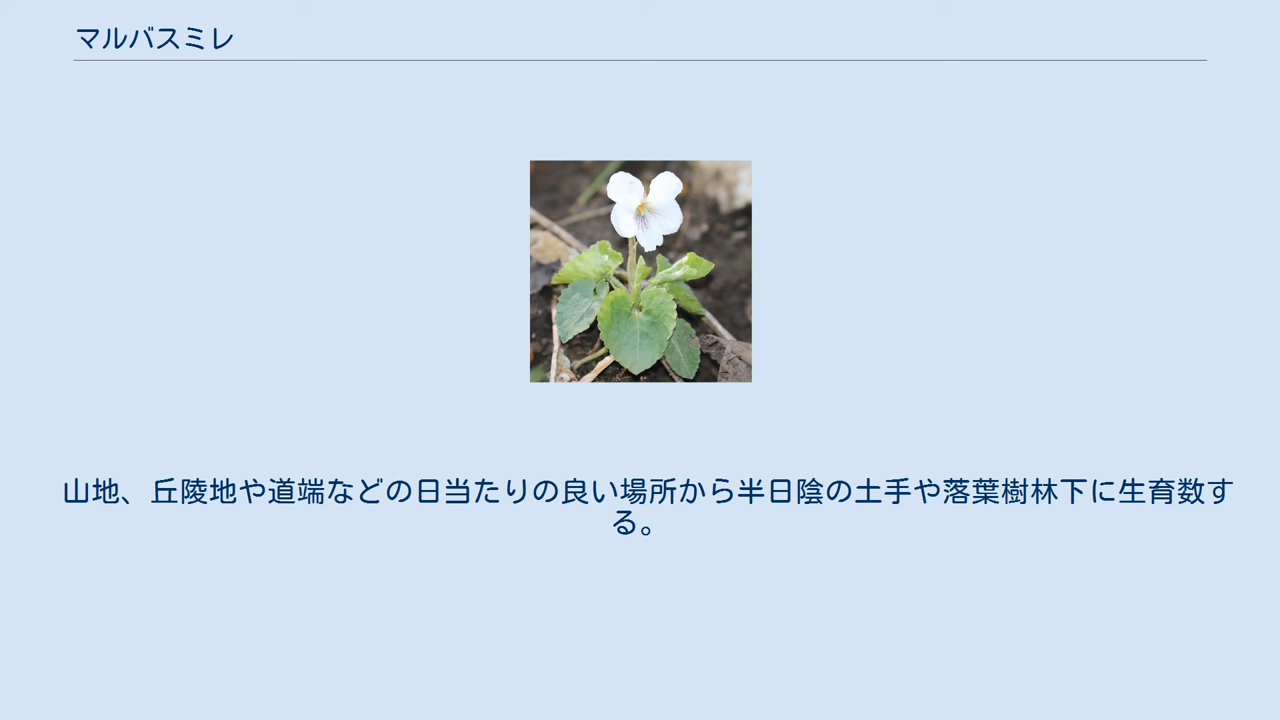 マルバスミレ
山地、丘陵地や道端などの日当たりの良い場所から半日陰の土手や落葉樹林下に生育数す
る。